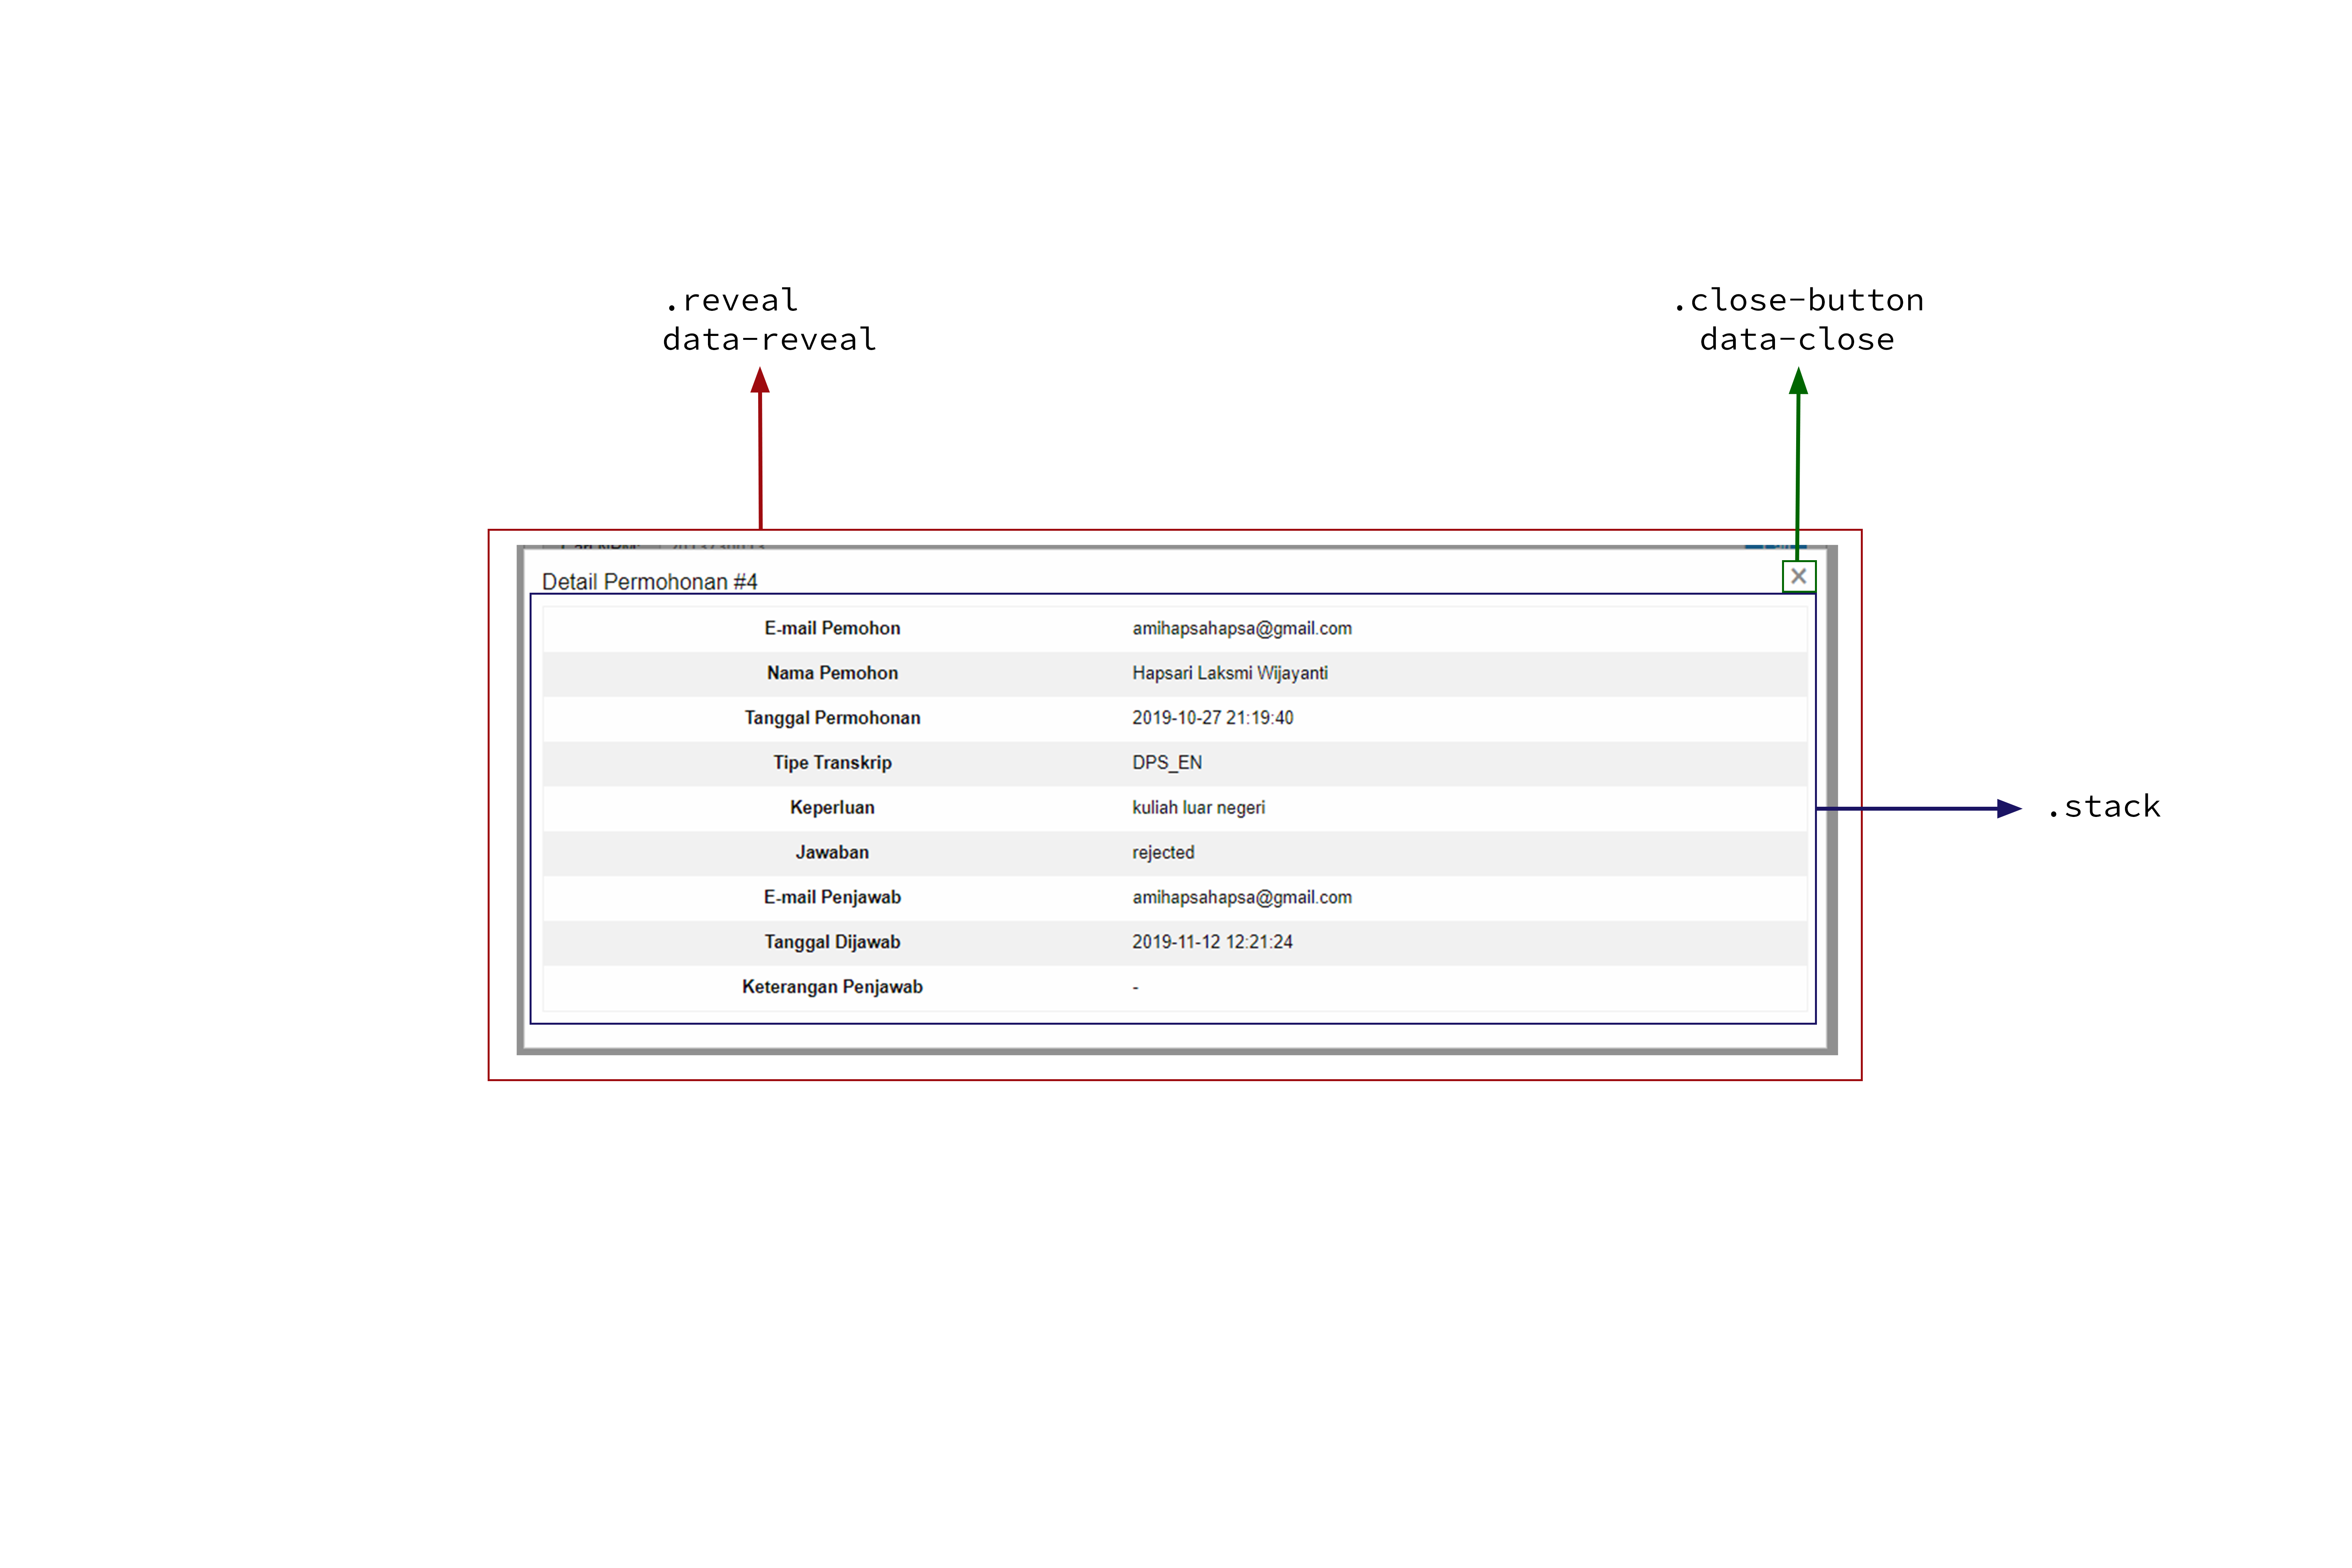 .reveal
data-reveal
.close-button
data-close
Detail Permohonan #4
E-mail Pemohon amihapsahapsa@gmail.com
Nama Pemohon Hapsari Laksmi Wijayanti
Tanggal Permohonan 2019-10-27 21:19:40
Tipe Transkrip DPS_EN
Keperluan kuliah luar negeri
.stack
Jawaban rejected
E-mail Penjawab amihapsahapsa@gmail.com
Tanggal Dijawab 2019-11-12 12:21:24
Keterangan Penjawab -